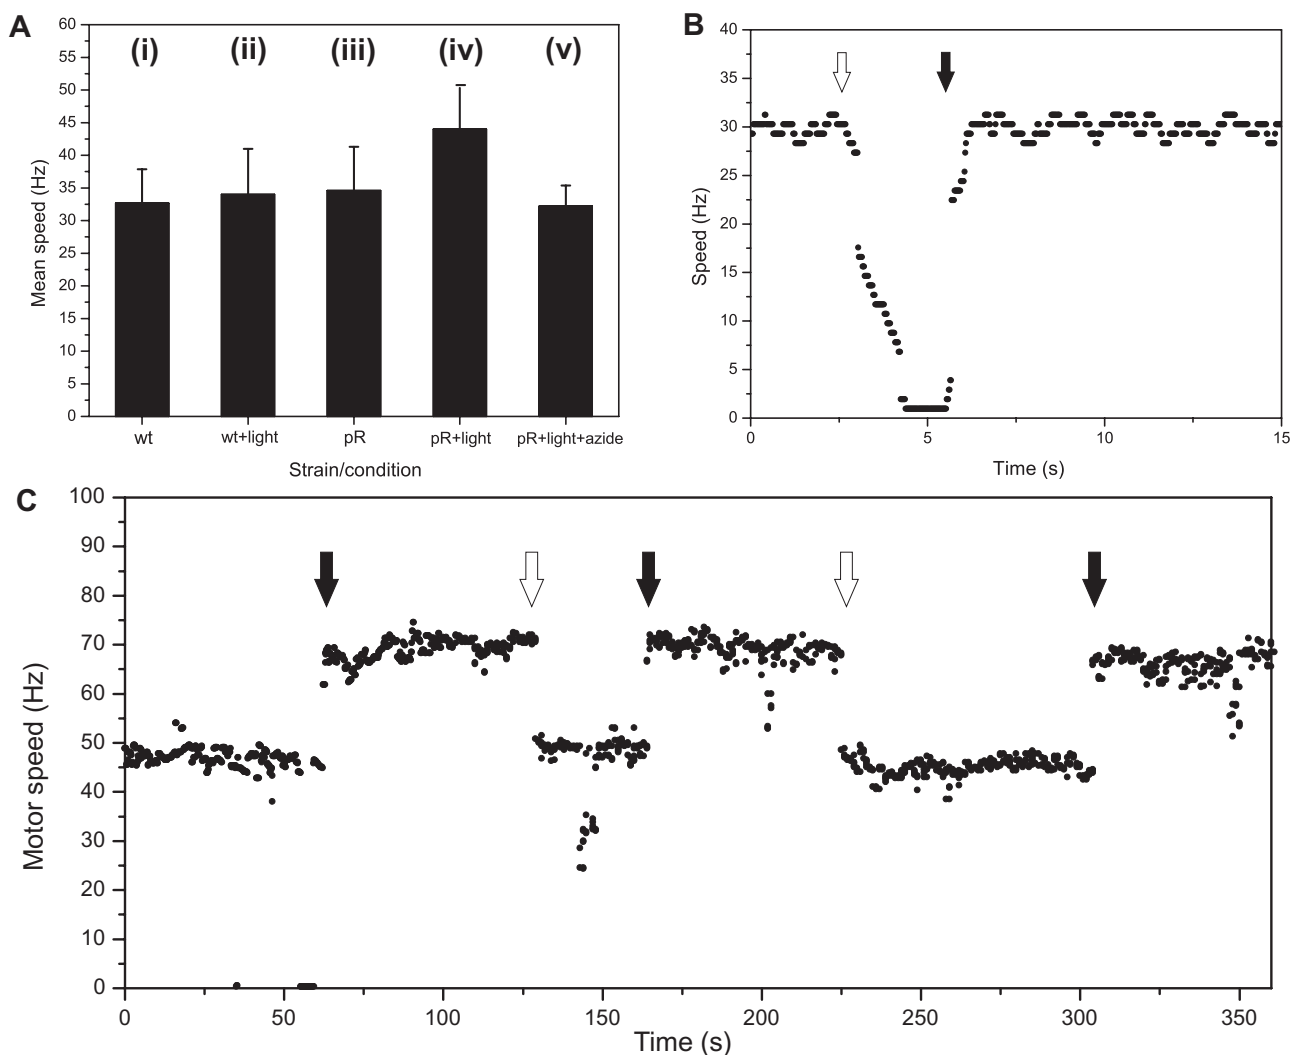 A
(i) (ii) (iii) (iv) (v)
60
55
50
45
40
35
30
25
20
15
10
5
0
Mean speed (Hz)
wt wt+light pR pR+light pR+light+azide
Strain/condition
B
40
35
30
25
20
15
10
5
0
Speed (Hz)
0 5 10 15
Time (s)
C
100
90
80
70
60
50
40
30
20
10
0
Motor speed (Hz)
0 50 100 150 200 250 300 350
Time (s)